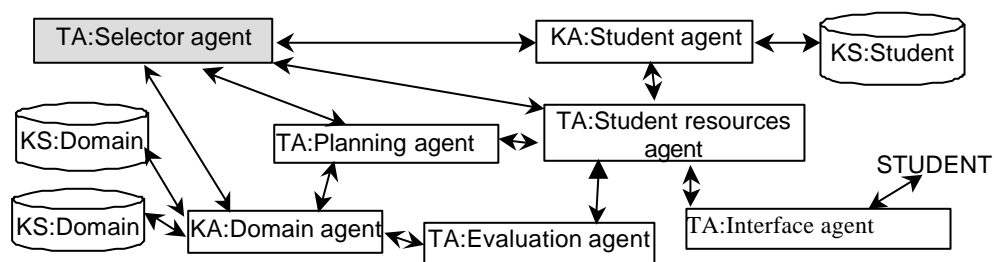 TA:Selector agent
KA:Student agent
KS:Student
KS:Domain
TA:Planning agent
TA:Student resources
agent
STUDENT
KS:Domain
KA:Domain agent
TA:Evaluation agent
TA:Interface agent